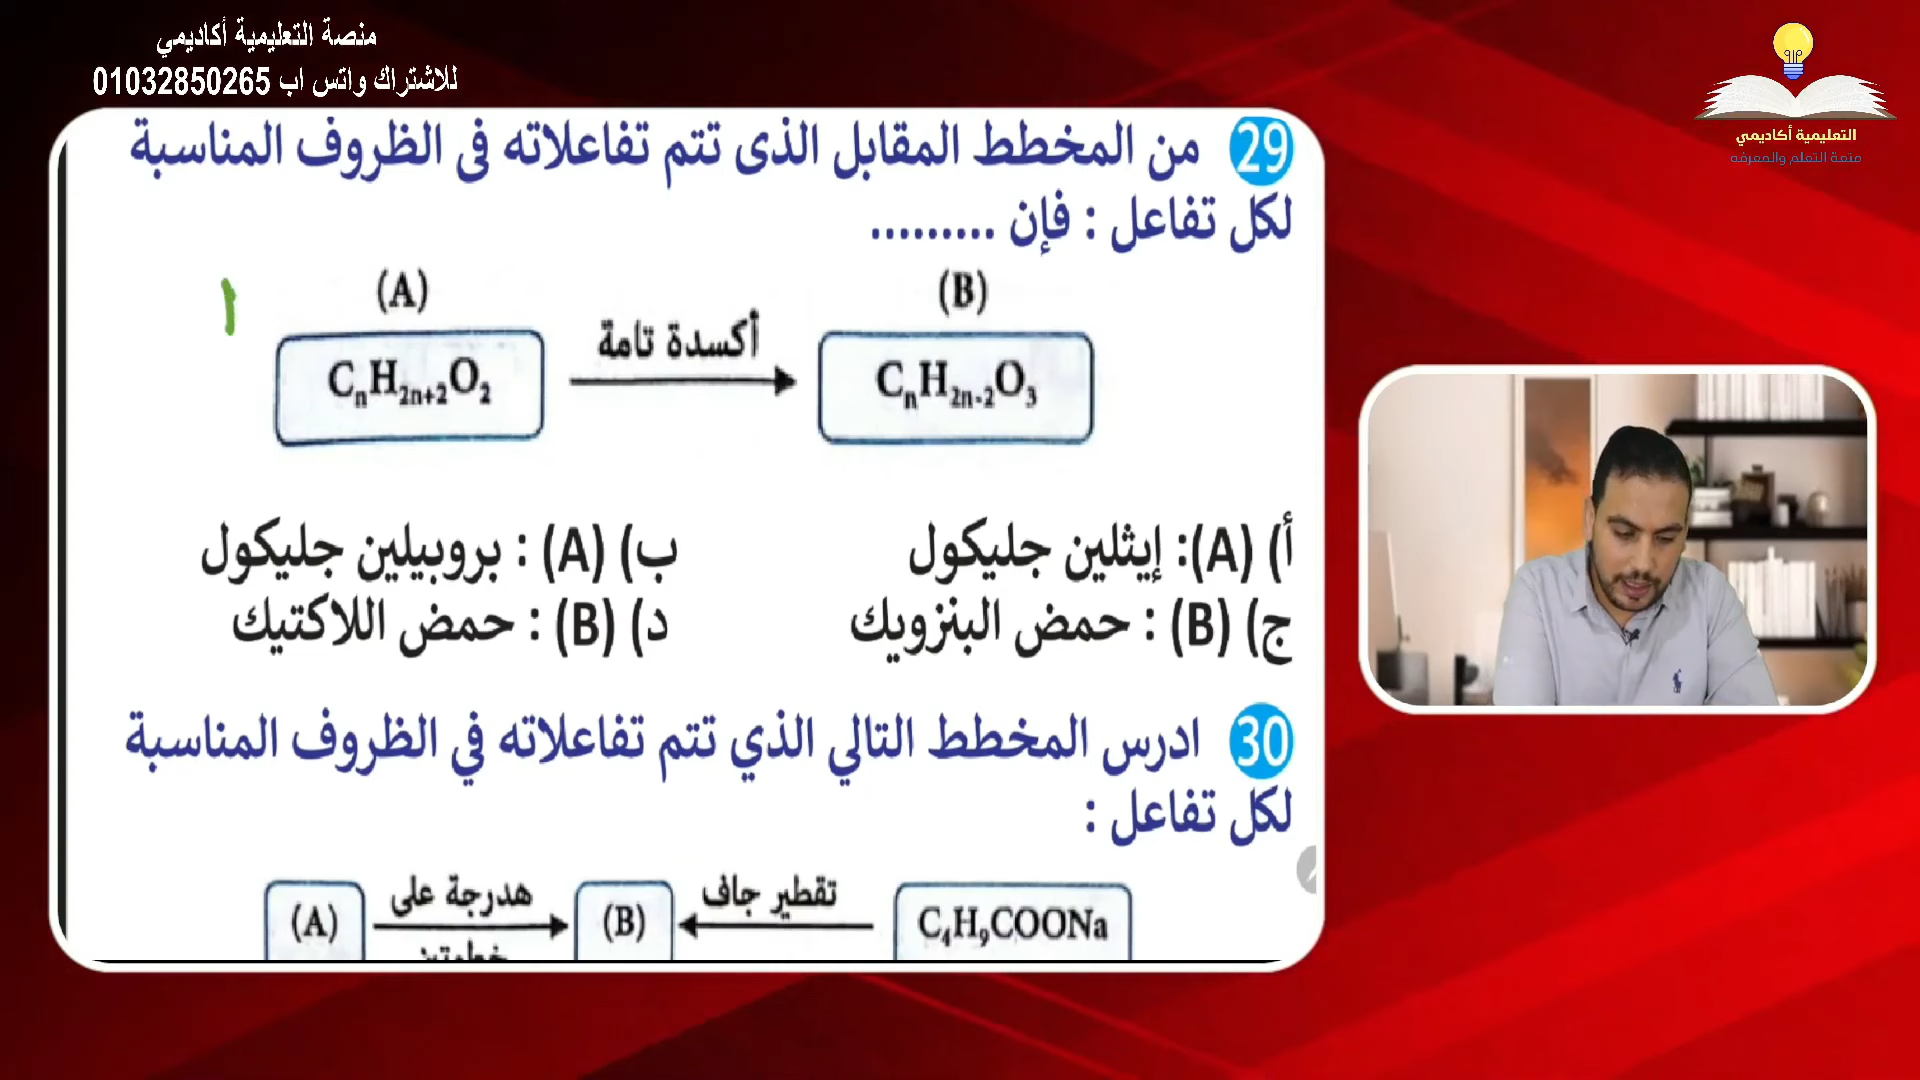 منصة التعليمية أكاديمي
للاشتراك واتس اب 01032850265
التعليمية أكاديمي
متعة التعلم والمعرفه
29 من المخطط المقابل الذى تتم تفاعلاته فى الظروف المناسبة
لكل تفاعل : فإن .........
(A)
(B)
CₙH₂ₙ₊₂O₂
أكسدة تامة
CₙH₂ₙ₋₂O₃
أ) (A): إيثلين جليكول
ب) (A) : بروبيلين جليكول
ج) (B) : حمض البنزويك
د) (B) : حمض اللاكتيك
30 ادرس المخطط التالي الذي تتم تفاعلاته في الظروف المناسبة
لكل تفاعل :
(A)
هدرجة على
(B)
تقطير جاف
C₄H₉COONa